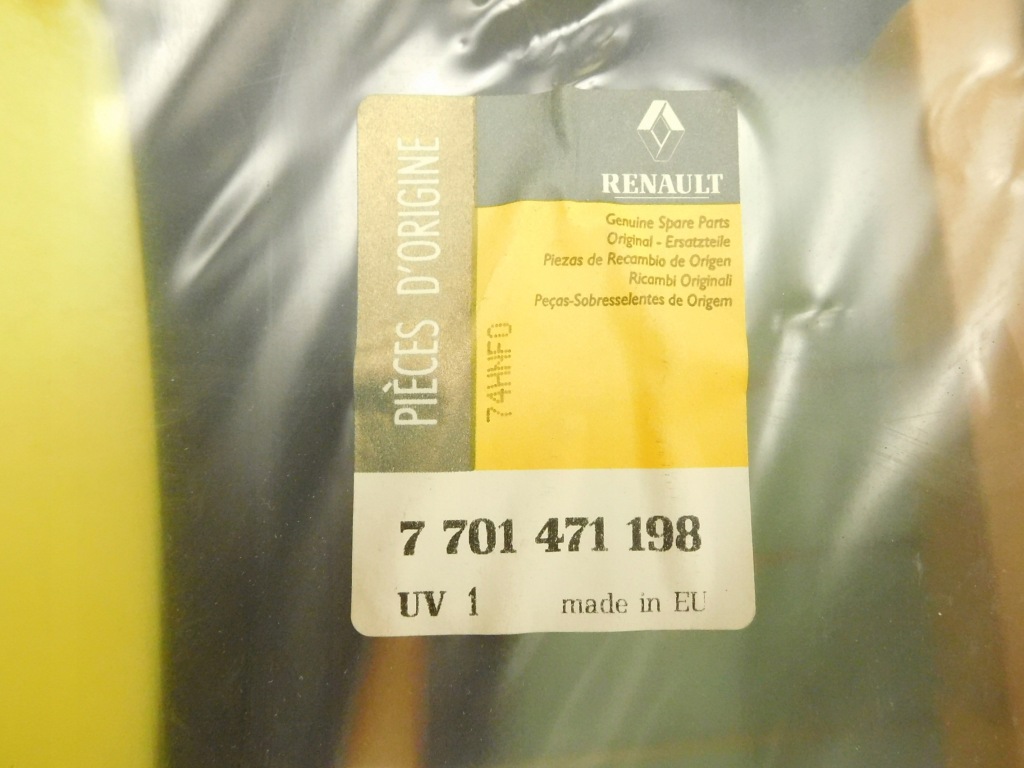 PIÈCES D'ORIGINE
RENAULT
Genuine Spare Parts
Original - Ersatzteile
Piezas de Recambio de Origen
Ricambi Originali
Peças-Sobresselentes de Origem
7 701 471 198
UV 1 made in EU